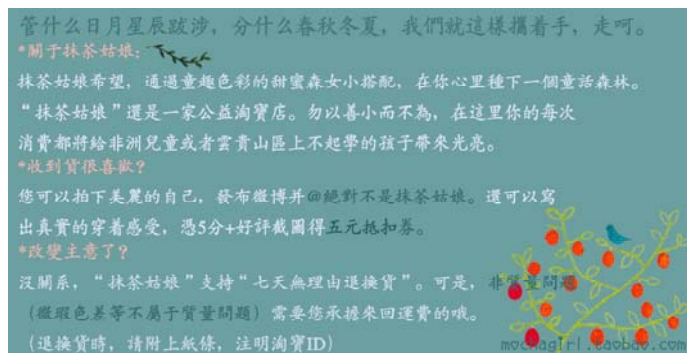 管什么日月星辰跋涉，分什么春秋冬夏，我們就這樣攜着手，走呵。
*關于抹茶姑娘：
抹茶姑娘希望，通過童趣色彩的甜蜜森女小搭配，在你心里種下一個童話森林。
“抹茶姑娘”還是一家公益淘寶店。勿以善小而不為，在這里你的每次
消費都將給非洲兒童或者雲貴山區上不起學的孩子帶來光亮。
*收到貨很喜歡？
您可以拍下美麗的自己，發布微博并@絕對不是抹茶姑娘。還可以寫
出真實的穿着感受，憑5分+好評截圖得五元抵扣券。
*改變主意了？
沒關系，“抹茶姑娘”支持“七天無理由退換貨”。可是，非質量問題
（微瑕色差等不屬于質量問題）需要您承擔來回運費的哦。
（退換貨時，請附上紙條，注明淘寶ID）
mochagirl.taobao.com